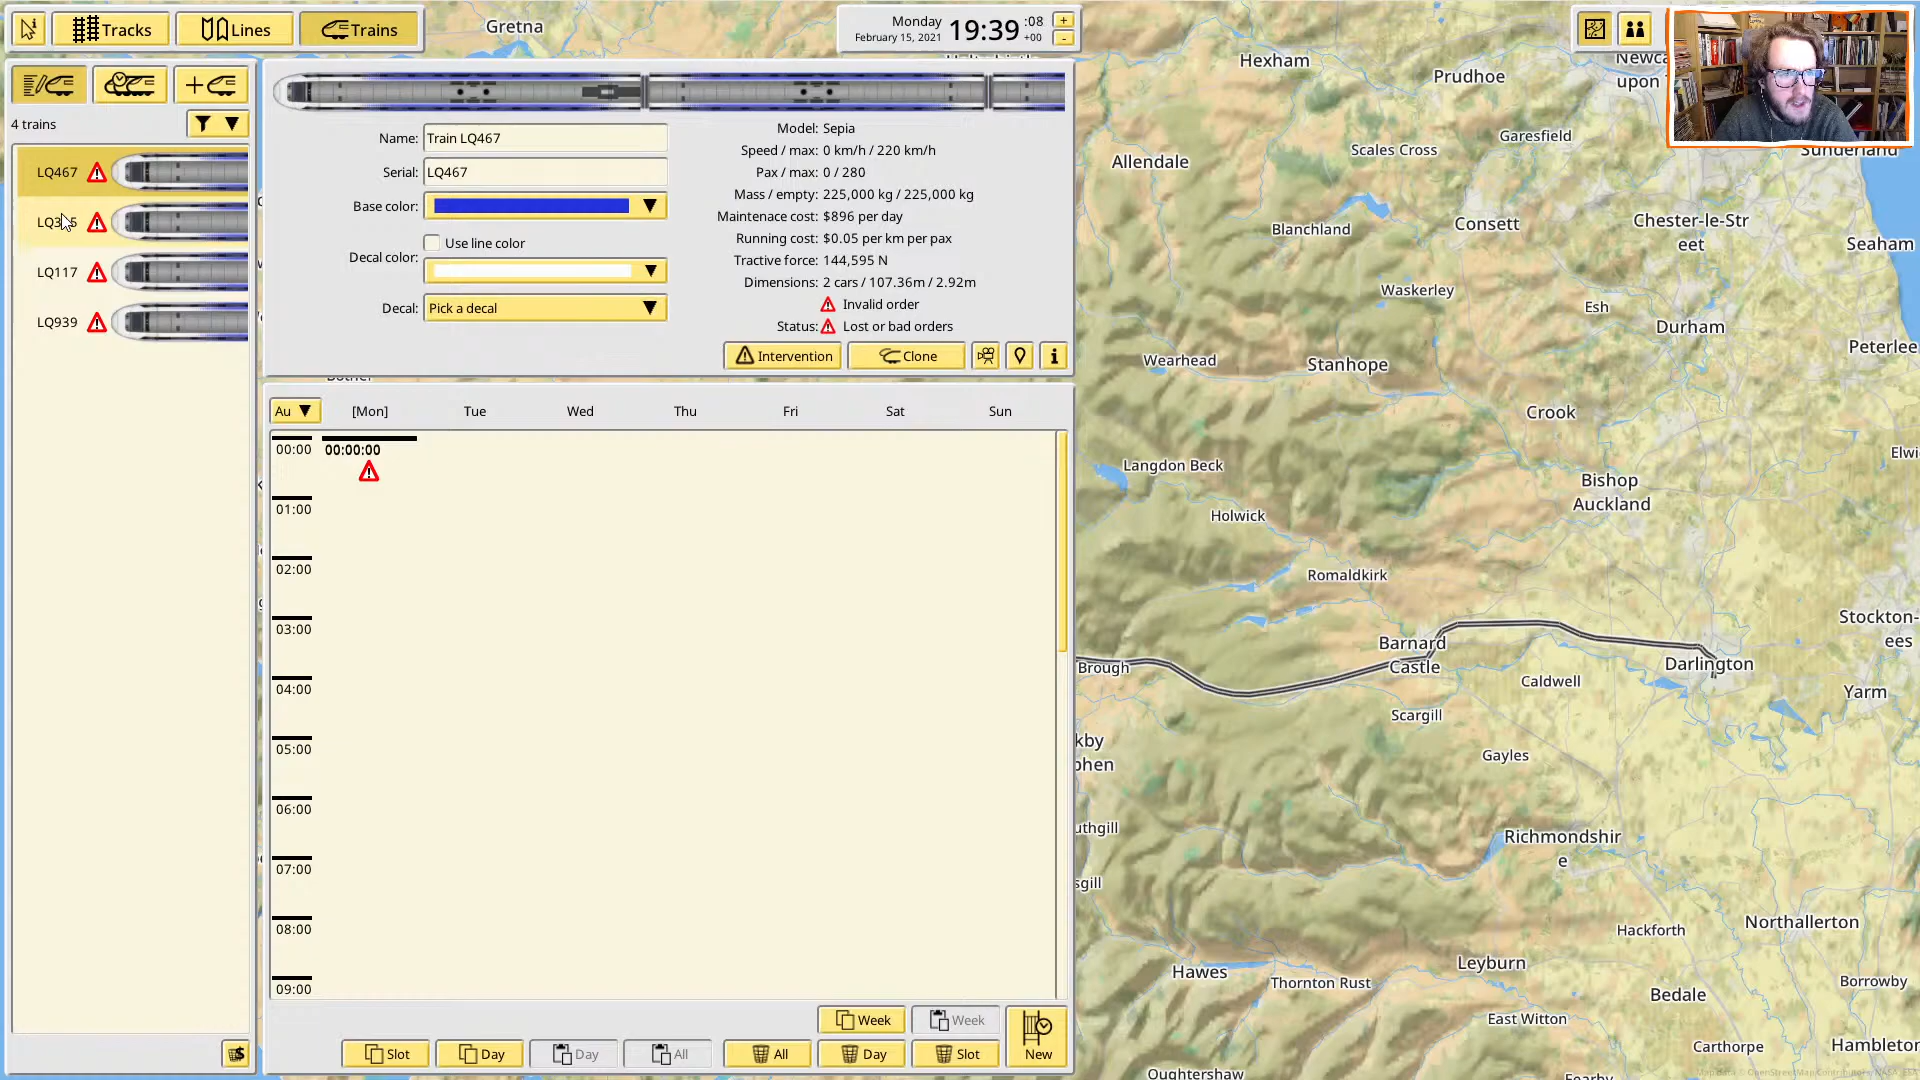 Tracks
Lines
Trains
Monday
February 15, 2021
19:39
:08
+00
+
-
4 trains
LQ467
LQ117
LQ939
Name:
Train LQ467
Serial:
LQ467
Base color:
Use line color
Decal color:
Decal:
Pick a decal
Model: Sepia
Speed / max: 0 km/h / 220 km/h
Pax / max: 0 / 280
Mass / empty: 225,000 kg / 225,000 kg
Maintenace cost: $896 per day
Running cost: $0.05 per km per pax
Tractive force: 144,595 N
Dimensions: 2 cars / 107.36m / 2.92m
Invalid order
Status: Lost or bad orders
Intervention
Clone
Au
[Mon]
Tue
Wed
Thu
Fri
Sat
Sun
00:00
00:00:00
01:00
02:00
03:00
04:00
05:00
06:00
07:00
08:00
09:00
Week
Week
New
Slot
Day
Day
All
All
Day
Slot
Gretna
Hexham
Prudhoe
upon
Garesfield
Scales Cross
Allendale
Sunderland
Blanchland
Consett
Chester-le-Str
eet
Seaham
Castleside
Waskerley
Esh
Durham
Wearhead
Stanhope
Peterlee
Crook
Langdon Beck
Bishop
Auckland
Holwick
Romaldkirk
Stockton-
ees
Barnard
Castle
Brough
Darlington
Caldwell
Yarm
Scargill
kby
phen
Gayles
uthgill
Richmondshir
e
sgill
Northallerton
Hackforth
Leyburn
Hawes
Thornton Rust
Bedale
Borrowby
East Witton
Carthorpe
Hambleton
Oughtershaw